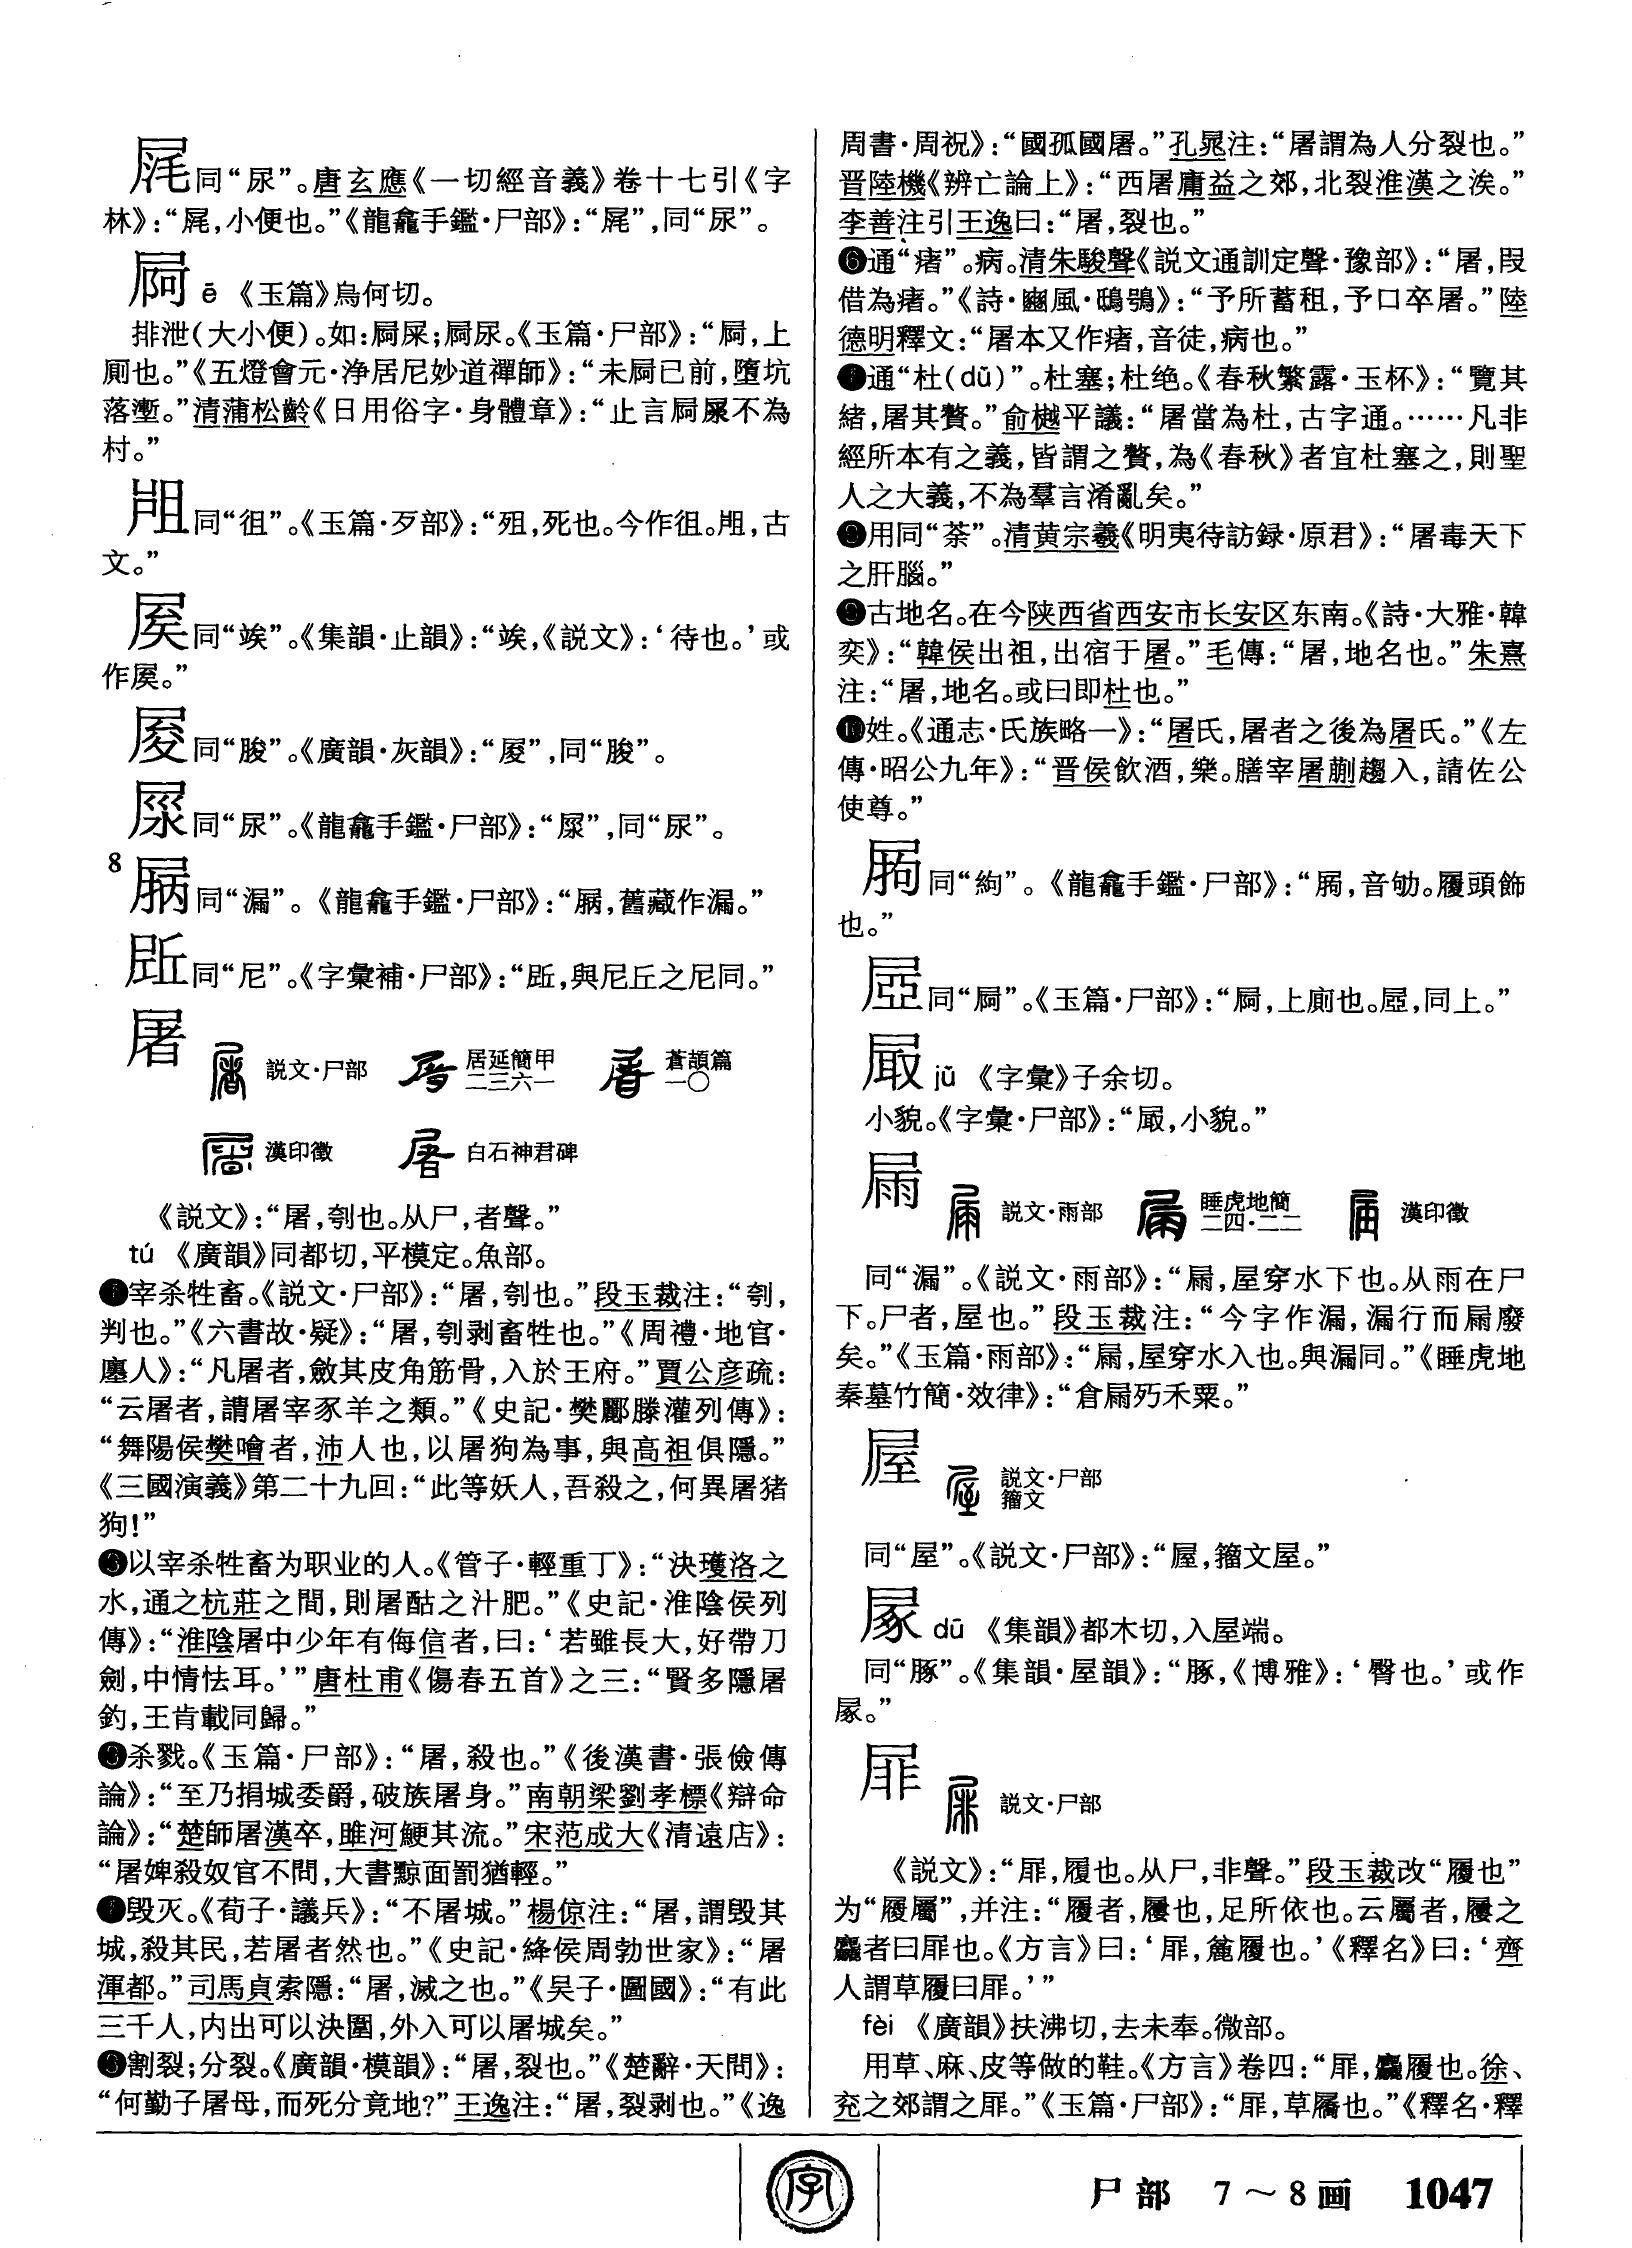 𡱼同“尿”。唐玄應《一切經音義》卷十七引《字
林》：“𡱼，小便也。”《龍龕手鑑·尸部》：“𡱼”，同“尿”。
屙 ē 《玉篇》烏何切。
排泄（大小便）。如：屙屎；屙尿。《玉篇·尸部》：“屙，上
厠也。”《五燈會元·浄居尼妙道禪師》：“未屙已前，墮坑
落壍。”清蒲松齡《日用俗字·身體章》：“止言屙屎不為
村。”
同“徂”。《玉篇·歹部》：“殂，死也。今作徂。，古
文。”
同“竢”。《集韻·止韻》：“竢，《説文》：‘待也。’或
作。”
同“朘”。《廣韻·灰韻》：“”，同“朘”。
同“尿”。《龍龕手鑑·尸部》：“”，同“尿”。
8
同“漏”。《龍龕手鑑·尸部》：“，舊藏作漏。”
同“尼”。《字彙補·尸部》：“，與尼丘之尼同。”
屠 説文·尸部 居延簡甲二三六一 蒼頡篇一〇
漢印徵 白石神君碑
《説文》：“屠，刳也。从尸，者聲。”
tú 《廣韻》同都切，平模定。魚部。
❶宰杀牲畜。《説文·尸部》：“屠，刳也。”段玉裁注：“刳，
判也。”《六書故·疑》：“屠，刳剥畜牲也。”《周禮·地官·
廛人》：“凡屠者，斂其皮角筋骨，入於王府。”賈公彦疏：
“云屠者，謂屠宰豕羊之類。”《史記·樊酈滕灌列傳》：
“舞陽侯樊噲者，沛人也，以屠狗為事，與高祖俱隱。”
《三國演義》第二十九回：“此等妖人，吾殺之，何異屠猪
狗！”
❷以宰杀牲畜为职业的人。《管子·輕重丁》：“決瓁洛之
水，通之杭莊之間，則屠酤之汁肥。”《史記·淮陰侯列
傳》：“淮陰屠中少年有侮信者，曰：‘若雖長大，好帶刀
劍，中情怯耳。’”唐杜甫《傷春五首》之三：“賢多隱屠
釣，王肯載同歸。”
❸杀戮。《玉篇·尸部》：“屠，殺也。”《後漢書·張儉傳
論》：“至乃捐城委爵，破族屠身。”南朝梁劉孝標《辯命
論》：“楚師屠漢卒，睢河鯁其流。”宋范成大《清遠店》：
“屠婢殺奴官不問，大書黥面罰猶輕。”
❹毁灭。《荀子·議兵》：“不屠城。”楊倞注：“屠，謂毁其
城，殺其民，若屠者然也。”《史記·絳侯周勃世家》：“屠
渾都。”司馬貞索隱：“屠，滅之也。”《吴子·圖國》：“有此
三千人，内出可以決圍，外入可以屠城矣。”
❺割裂；分裂。《廣韻·模韻》：“屠，裂也。”《楚辭·天問》：
“何勤子屠母，而死分竟地？”王逸注：“屠，裂剥也。”《逸
周書·周祝》：“國孤國屠。”孔晁注：“屠謂為人分裂也。”
晋陸機《辨亡論上》：“西屠庸益之郊，北裂淮漢之涘。”
李善注引王逸曰：“屠，裂也。”
❻通“瘏”。病。清朱駿聲《説文通訓定聲·豫部》：“屠，叚
借為瘏。”《詩·豳風·鴟鴞》：“予所蓄租，予口卒屠。”陸
德明釋文：“屠本又作瘏，音徒，病也。”
❼通“杜（dǔ）”。杜塞；杜绝。《春秋繁露·玉杯》：“覽其
緒，屠其贅。”俞樾平議：“屠當為杜，古字通。……凡非
經所本有之義，皆謂之贅，為《春秋》者宜杜塞之，則聖
人之大義，不為羣言淆亂矣。”
❽用同“荼”。清黄宗羲《明夷待訪録·原君》：“屠毒天下
之肝腦。”
❾古地名。在今陕西省西安市长安区东南。《詩·大雅·韓
奕》：“韓侯出祖，出宿于屠。”毛傳：“屠，地名也。”朱熹
注：“屠，地名。或曰即杜也。”
❿姓。《通志·氏族略一》：“屠氏，屠者之後為屠氏。”《左
傳·昭公九年》：“晋侯飲酒，樂。膳宰屠蒯趨入，請佐公
使尊。”
同“絇”。《龍龕手鑑·尸部》：“，音劬。履頭飾
也。”
同“屙”。《玉篇·尸部》：“屙，上廁也。，同上。”
jū 《字彙》子余切。
小貌。《字彙·尸部》：“，小貌。”
屚 説文·雨部 睡虎地簡二四·二二 漢印徵
同“漏”。《説文·雨部》：“屚，屋穿水下也。从雨在尸
下。尸者，屋也。”段玉裁注：“今字作漏，漏行而屚廢
矣。”《玉篇·雨部》：“屚，屋穿水入也。與漏同。”《睡虎地
秦墓竹簡·效律》：“倉屚㱙禾粟。”
説文·尸部籀文
同“屋”。《説文·尸部》：“，籀文屋。”
dū 《集韻》都木切，入屋端。
同“豚”。《集韻·屋韻》：“豚，《博雅》：‘臀也。’或作
。”
屝 説文·尸部
《説文》：“屝，履也。从尸，非聲。”段玉裁改“履也”
为“履屬”，并注：“履者，屨也，足所依也。云屬者，屨之
麤者曰屝也。《方言》曰：‘屝，麄履也。’《釋名》曰：‘齊
人謂草履曰屝。’”
fèi 《廣韻》扶沸切，去未奉。微部。
用草、麻、皮等做的鞋。《方言》卷四：“屝，麤履也。徐、
兖之郊謂之屝。”《玉篇·尸部》：“屝，草屩也。”《釋名·釋
字
尸部 7～8画 1047